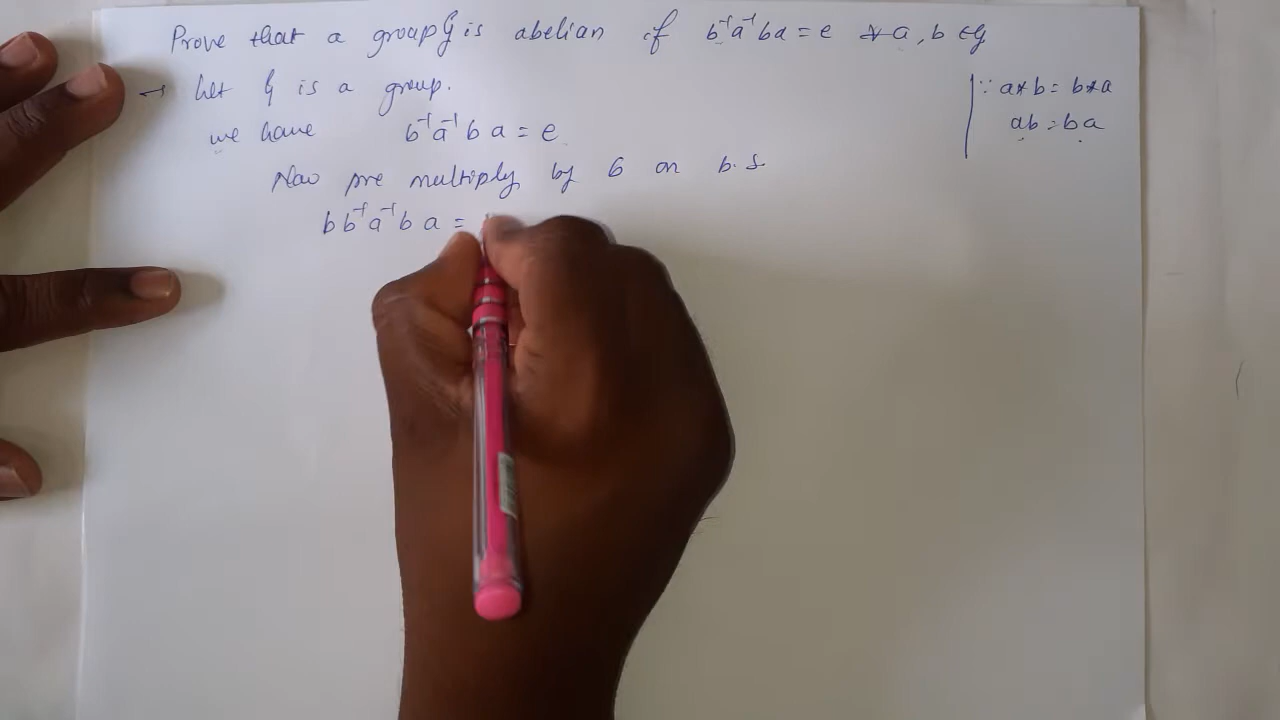 Prove that a group G is abelian if b⁻¹a⁻¹ba = e ∀ a, b ∈ G
→ Let G is a group.
we have b⁻¹a⁻¹ba = e
Now pre multiply by b on b.s
bb⁻¹a⁻¹ba =
∵ a*b = b*a
ab = ba